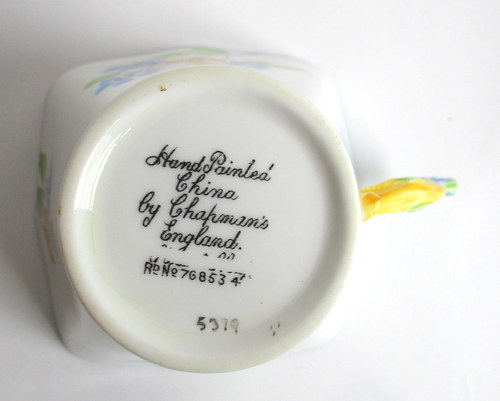 Hand Painted
China
by Chapman's
England.
RD No 768534
5379